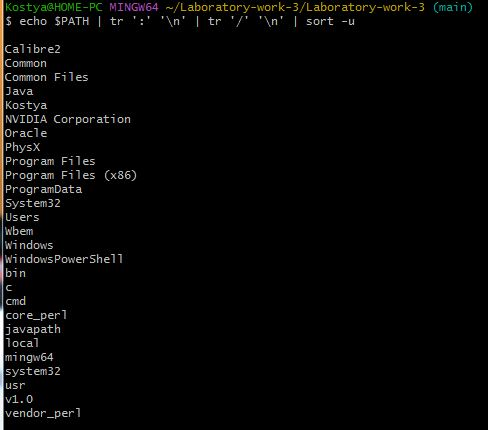 Kostya@HOME-PC MINGW64 ~/Laboratory-work-3/Laboratory-work-3 (main)
$ echo $PATH | tr ':' '\n' | tr '/' '\n' | sort -u

Calibre2
Common
Common Files
Java
Kostya
NVIDIA Corporation
Oracle
PhysX
Program Files
Program Files (x86)
ProgramData
System32
Users
Wbem
Windows
WindowsPowerShell
bin
c
cmd
core_perl
javapath
local
mingw64
system32
usr
v1.0
vendor_perl